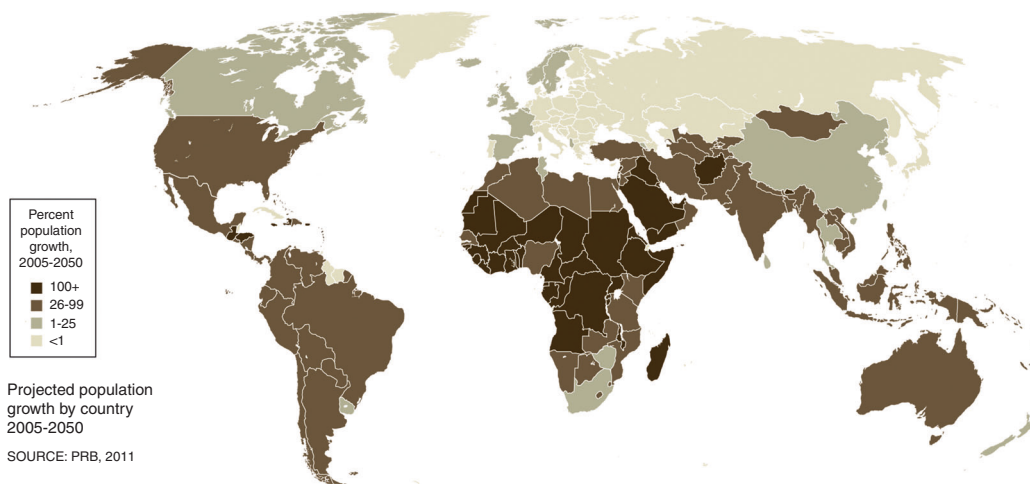 Percent
population
growth,
2005-2050
100+
26-99
1-25
<1
Projected population
growth by country
2005-2050
SOURCE: PRB, 2011